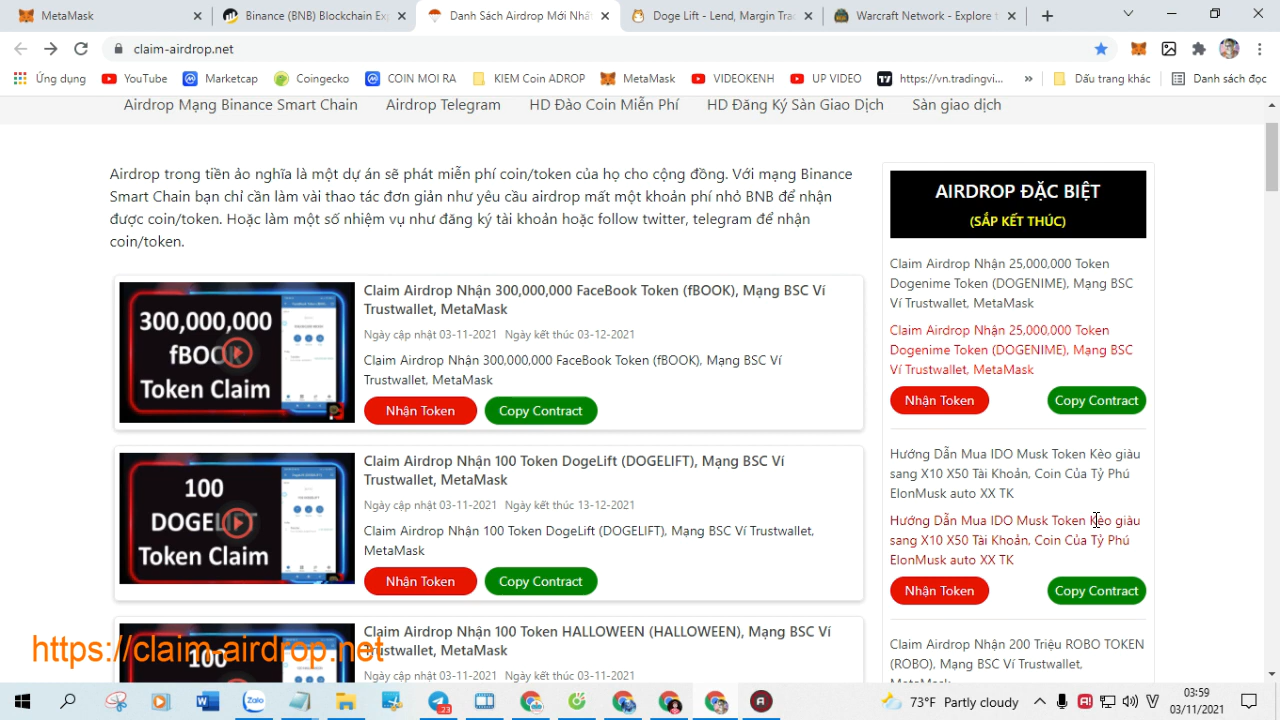 MetaMask
Binance (BNB) Blockchain Exp
Danh Sách Airdrop Mới Nhấ
Doge Lift - Lend, Margin Trad
Warcraft Network - Explore t
claim-airdrop.net
Ứng dụng
YouTube
Marketcap
Coingecko
COIN MOI RA
KIEM Coin ADROP
MetaMask
VIDEOKENH
UP VIDEO
https://vn.tradingvi...
»
Dấu trang khác
Danh sách đọc
Airdrop Mạng Binance Smart Chain
Airdrop Telegram
HD Đào Coin Miễn Phí
HD Đăng Ký Sàn Giao Dịch
Sàn giao dịch
Airdrop trong tiền ảo nghĩa là một dự án sẽ phát miễn phí coin/token của họ cho cộng đồng. Với mạng Binance
Smart Chain bạn chỉ cần làm vài thao tác đơn giản như yêu cầu airdrop mất một khoản phí nhỏ BNB để nhận
được coin/token. Hoặc làm một số nhiệm vụ như đăng ký tài khoản hoặc follow twitter, telegram để nhận
coin/token.
300,000,000
fBOOK
Token Claim
Claim Airdrop Nhận 300,000,000 FaceBook Token (fBOOK), Mạng BSC Ví
Trustwallet, MetaMask
Ngày cập nhật 03-11-2021 Ngày kết thúc 03-12-2021
Claim Airdrop Nhận 300,000,000 FaceBook Token (fBOOK), Mạng BSC Ví
Trustwallet, MetaMask
Nhận Token
Copy Contract
100
DOGELIFT
Token Claim
Claim Airdrop Nhận 100 Token DogeLift (DOGELIFT), Mạng BSC Ví
Trustwallet, MetaMask
Ngày cập nhật 03-11-2021 Ngày kết thúc 13-12-2021
Claim Airdrop Nhận 100 Token DogeLift (DOGELIFT), Mạng BSC Ví Trustwallet,
MetaMask
Nhận Token
Copy Contract
100
Claim Airdrop Nhận 100 Token HALLOWEEN (HALLOWEEN), Mạng BSC Ví
Trustwallet, MetaMask
Ngày cập nhật 03-11-2021 Ngày kết thúc 03-11-2021
https://claim-airdrop.net
AIRDROP ĐẶC BIỆT
(SẮP KẾT THÚC)
Claim Airdrop Nhận 25,000,000 Token
Dogenime Token (DOGENIME), Mạng BSC
Ví Trustwallet, MetaMask
Claim Airdrop Nhận 25,000,000 Token
Dogenime Token (DOGENIME), Mạng BSC
Ví Trustwallet, MetaMask
Nhận Token
Copy Contract
Hướng Dẫn Mua IDO Musk Token Kèo giàu
sang X10 X50 Tài Khoản, Coin Của Tỷ Phú
ElonMusk auto XX TK
Hướng Dẫn Mua IDO Musk Token Kèo giàu
sang X10 X50 Tài Khoản, Coin Của Tỷ Phú
ElonMusk auto XX TK
Nhận Token
Copy Contract
Claim Airdrop Nhận 200 Triệu ROBO TOKEN
(ROBO), Mạng BSC Ví Trustwallet,
MetaMask
Zalo
23
73°F Partly cloudy
03:59
03/11/2021